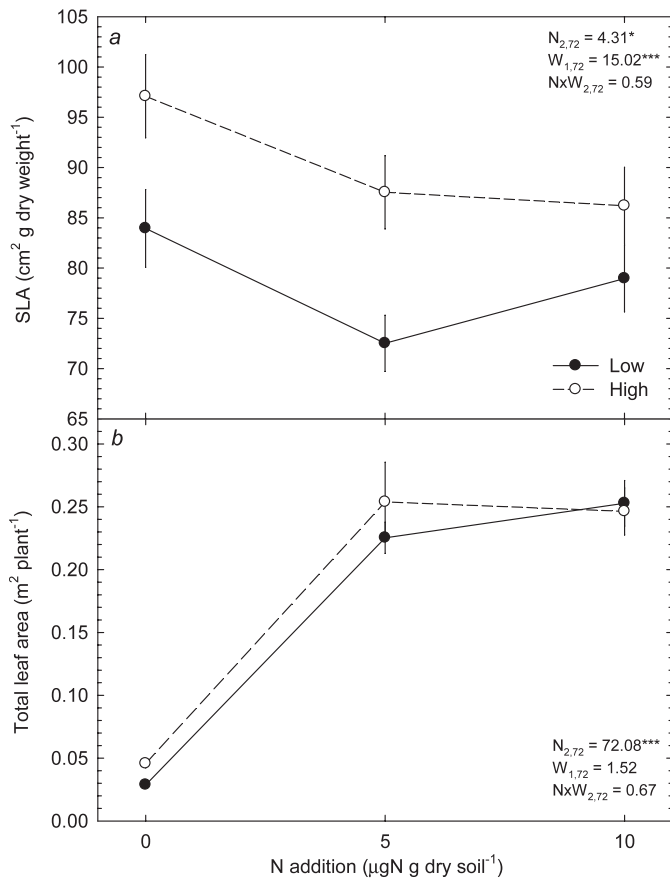 a
N2,72 = 4.31*
W1,72 = 15.02***
NxW2,72 = 0.59
105
100
95
90
85
80
75
70
65
SLA (cm² g dry weight⁻¹)
Low
High
b
0.30
0.25
0.20
0.15
0.10
0.05
0.00
Total leaf area (m² plant⁻¹)
N2,72 = 72.08***
W1,72 = 1.52
NxW2,72 = 0.67
0 5 10
N addition (µgN g dry soil⁻¹)